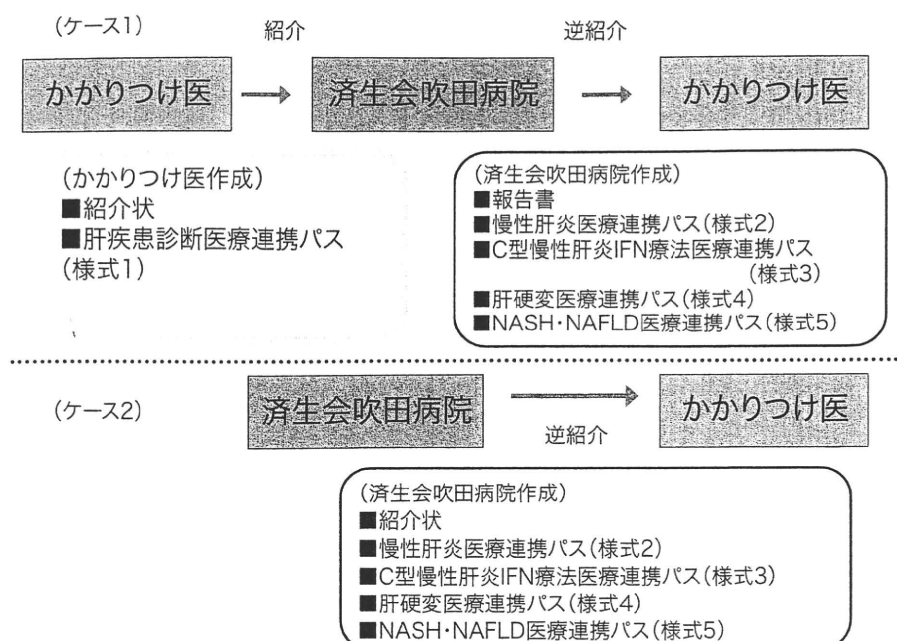 (ケース1)
紹介
逆紹介
かかりつけ医
済生会吹田病院
かかりつけ医
(かかりつけ医作成)
■紹介状
■肝疾患診断医療連携パス
(様式1)
(済生会吹田病院作成)
■報告書
■慢性肝炎医療連携パス(様式2)
■C型慢性肝炎IFN療法医療連携パス
(様式3)
■肝硬変医療連携パス(様式4)
■NASH・NAFLD医療連携パス(様式5)
(ケース2)
済生会吹田病院
逆紹介
かかりつけ医
(済生会吹田病院作成)
■紹介状
■慢性肝炎医療連携パス(様式2)
■C型慢性肝炎IFN療法医療連携パス(様式3)
■肝硬変医療連携パス(様式4)
■NASH・NAFLD医療連携パス(様式5)